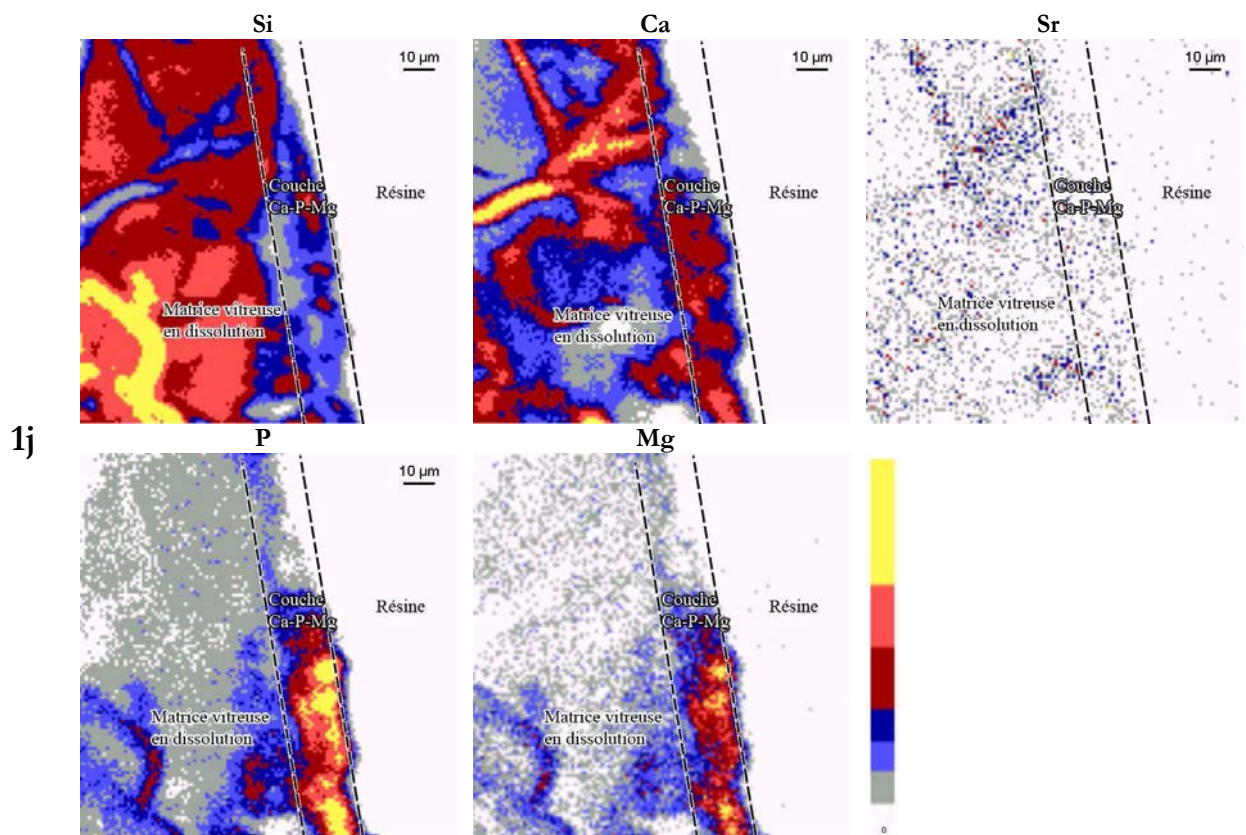 Si
Ca
Sr
10 µm
10 µm
10 µm
Couche
Ca-P-Mg
Résine
Couche
Ca-P-Mg
Résine
Couche
Ca-P-Mg
Résine
Matrice vitreuse
en dissolution
Matrice vitreuse
en dissolution
Matrice vitreuse
en dissolution
1j
P
Mg
10 µm
10 µm
Couche
Ca-P-Mg
Résine
Couche
Ca-P-Mg
Résine
Matrice vitreuse
en dissolution
Matrice vitreuse
en dissolution
0